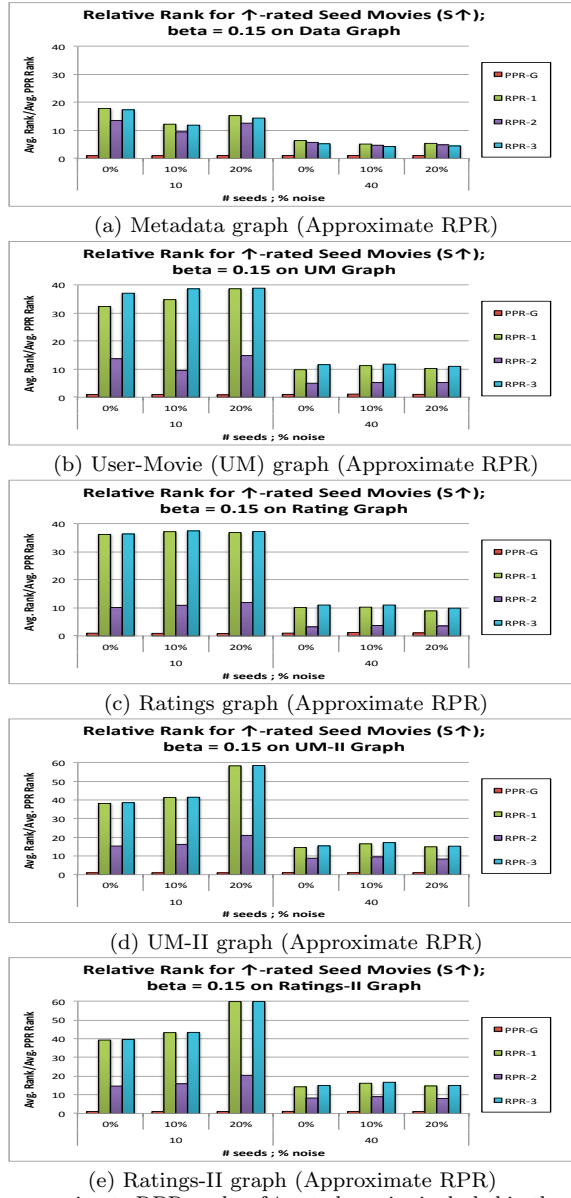 Relative Rank for ↑-rated Seed Movies (S↑);
beta = 0.15 on Data Graph
Avg. Rank/Avg. PPR Rank
40
30
20
10
0
0% 10% 20% 0% 10% 20%
10 40
# seeds ; % noise
PPR-G
RPR-1
RPR-2
RPR-3
(a) Metadata graph (Approximate RPR)
Relative Rank for ↑-rated Seed Movies (S↑);
beta = 0.15 on UM Graph
Avg. Rank/Avg. PPR Rank
40
30
20
10
0
0% 10% 20% 0% 10% 20%
10 40
# seeds ; % noise
PPR-G
RPR-1
RPR-2
RPR-3
(b) User-Movie (UM) graph (Approximate RPR)
Relative Rank for ↑-rated Seed Movies (S↑);
beta = 0.15 on Rating Graph
Avg. Rank/Avg. PPR Rank
40
30
20
10
0
0% 10% 20% 0% 10% 20%
10 40
# seeds ; % noise
PPR-G
RPR-1
RPR-2
RPR-3
(c) Ratings graph (Approximate RPR)
Relative Rank for ↑-rated Seed Movies (S↑);
beta = 0.15 on UM-II Graph
Avg. Rank/Avg. PPR Rank
60
50
40
30
20
10
0
0% 10% 20% 0% 10% 20%
10 40
# seeds ; % noise
PPR-G
RPR-1
RPR-2
RPR-3
(d) UM-II graph (Approximate RPR)
Relative Rank for ↑-rated Seed Movies (S↑);
beta = 0.15 on Ratings-II Graph
Avg. Rank/Avg. PPR Rank
60
50
40
30
20
10
0
0% 10% 20% 0% 10% 20%
10 40
# seeds ; % noise
PPR-G
RPR-1
RPR-2
RPR-3
(e) Ratings-II graph (Approximate RPR)